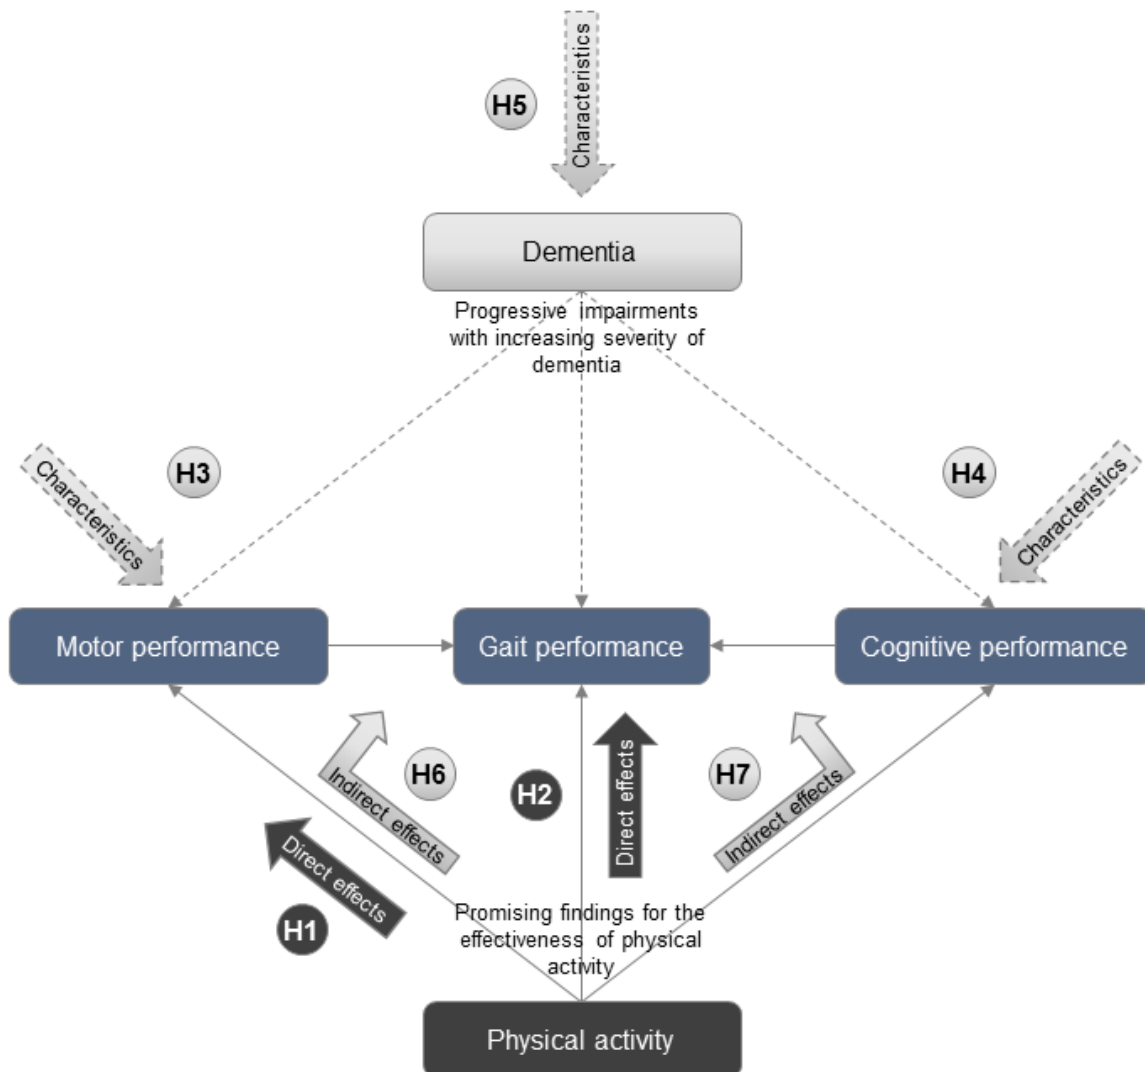 Characteristics
H5
Dementia
Progressive impairments
with increasing severity of
dementia
H3
H4
Characteristics
Characteristics
Motor performance
Gait performance
Cognitive performance
H6
H2
H7
Indirect effects
Direct effects
Indirect effects
Direct effects
H1
Promising findings for the
effectiveness of physical
activity
Physical activity